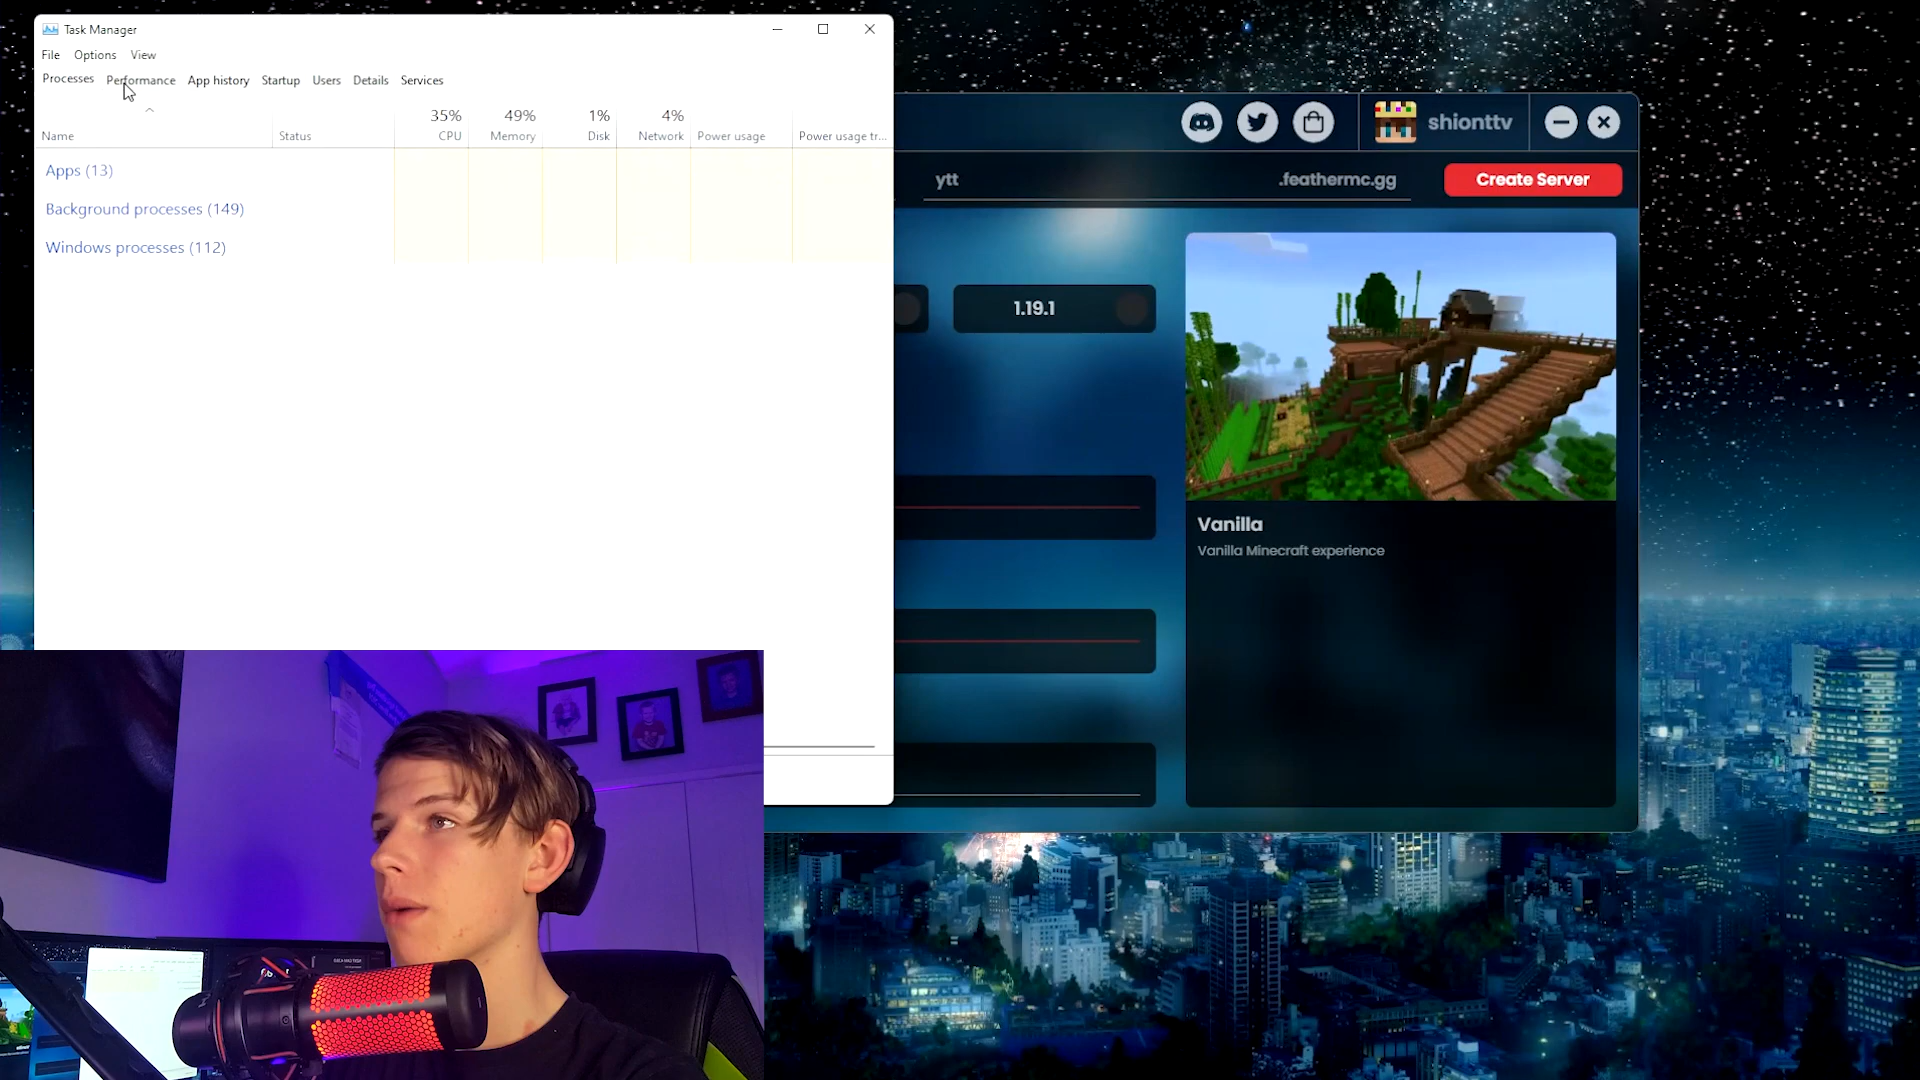 Task Manager
File Options View
Processes Performance App history Startup Users Details Services
35% 49% 1% 4%
Name Status CPU Memory Disk Network Power usage Power usage tr...
Apps (13)
Background processes (149)
Windows processes (112)
shionttv
ytt .feathermc.gg Create Server
1.19.1
Vanilla
Vanilla Minecraft experience